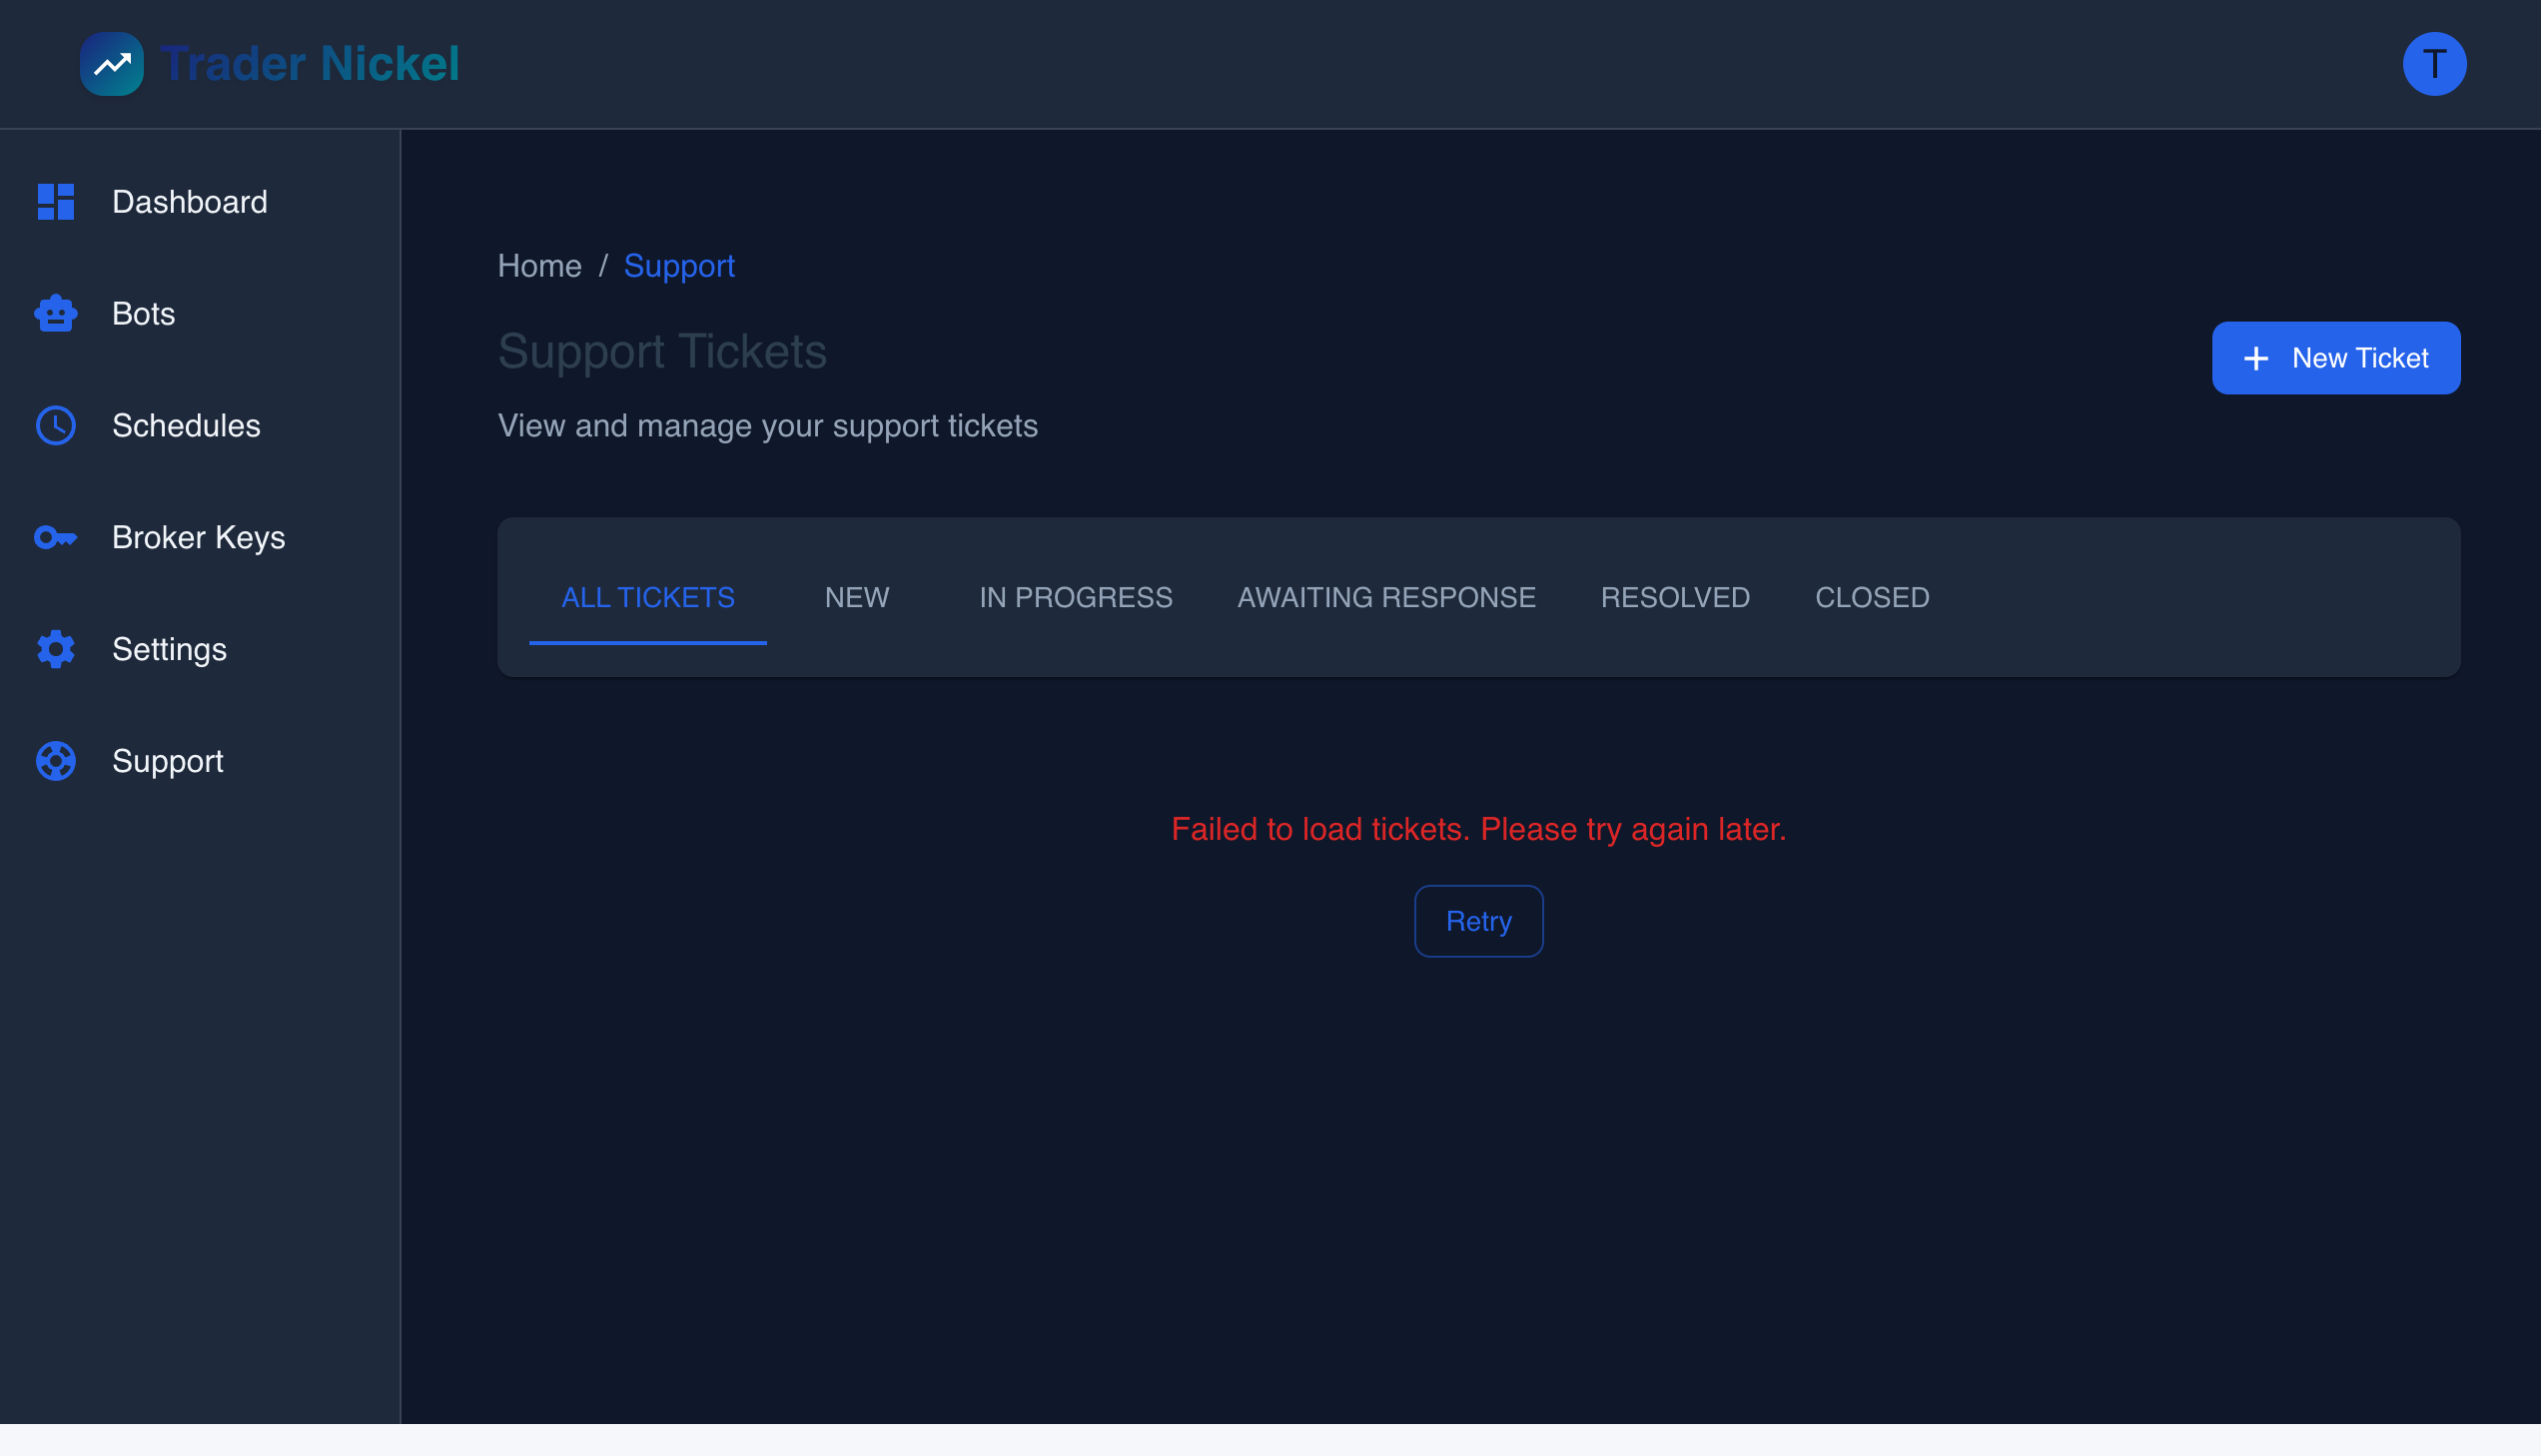 Trader Nickel
T
Dashboard
Bots
Schedules
Broker Keys
Settings
Support
Home / Support
Support Tickets
New Ticket
View and manage your support tickets
ALL TICKETS NEW IN PROGRESS AWAITING RESPONSE RESOLVED CLOSED
Failed to load tickets. Please try again later.
Retry